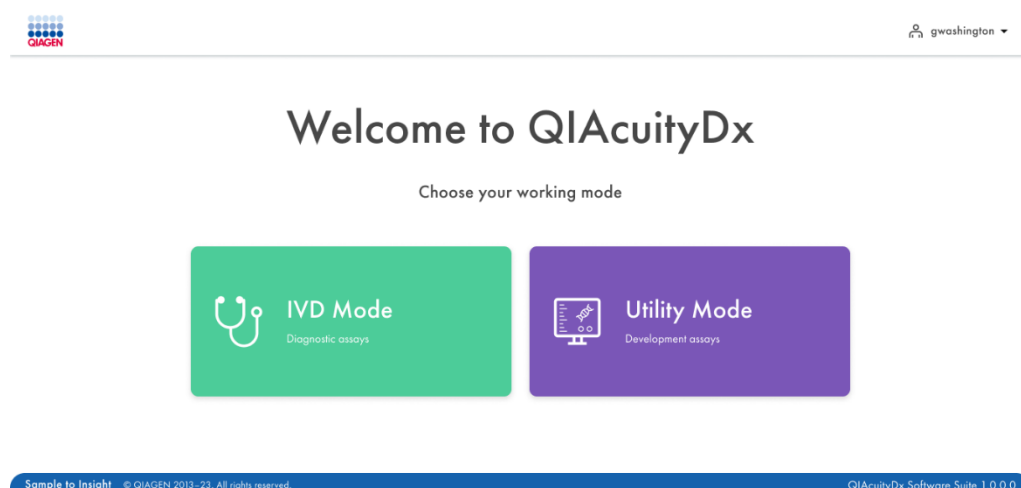 QIAGEN
gwashington
Welcome to QIAcuityDx
Choose your working mode
IVD Mode
Diagnostic assays
Utility Mode
Development assays
Sample to Insight © QIAGEN 2013–23. All rights reserved.
QIAcuityDx Software Suite 1.0.0.0